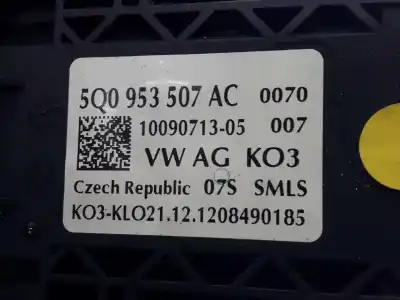 5Q0 953 507 AC 0070
10090713-05 007
VW AG KO3
Czech Republic 07S SMLS
KO3-KLO21.12.1208490185